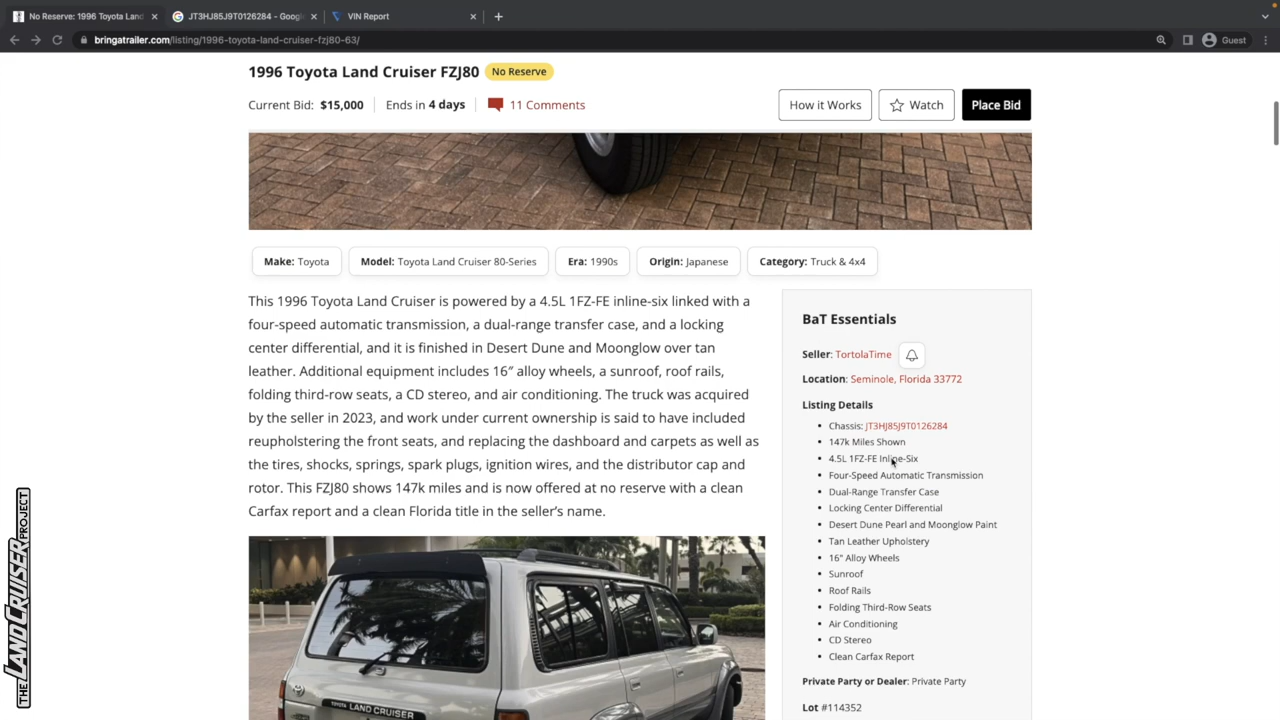 No Reserve: 1996 Toyota Land
JT3HJ85J9T0126284 - Google
VIN Report
bringatrailer.com/listing/1996-toyota-land-cruiser-fzj80-63/
Guest
1996 Toyota Land Cruiser FZJ80 No Reserve
Current Bid: $15,000 Ends in 4 days 11 Comments
How it Works Watch Place Bid
Make: Toyota Model: Toyota Land Cruiser 80-Series Era: 1990s Origin: Japanese Category: Truck & 4x4
This 1996 Toyota Land Cruiser is powered by a 4.5L 1FZ-FE inline-six linked with a
four-speed automatic transmission, a dual-range transfer case, and a locking
center differential, and it is finished in Desert Dune and Moonglow over tan
leather. Additional equipment includes 16″ alloy wheels, a sunroof, roof rails,
folding third-row seats, a CD stereo, and air conditioning. The truck was acquired
by the seller in 2023, and work under current ownership is said to have included
reupholstering the front seats, and replacing the dashboard and carpets as well as
the tires, shocks, springs, spark plugs, ignition wires, and the distributor cap and
rotor. This FZJ80 shows 147k miles and is now offered at no reserve with a clean
Carfax report and a clean Florida title in the seller's name.
BaT Essentials
Seller: TortolaTime
Location: Seminole, Florida 33772
Listing Details
Chassis: JT3HJ85J9T0126284
147k Miles Shown
4.5L 1FZ-FE Inline-Six
Four-Speed Automatic Transmission
Dual-Range Transfer Case
Locking Center Differential
Desert Dune Pearl and Moonglow Paint
Tan Leather Upholstery
16" Alloy Wheels
Sunroof
Roof Rails
Folding Third-Row Seats
Air Conditioning
CD Stereo
Clean Carfax Report
Private Party or Dealer: Private Party
Lot #114352
LAND CRUISER
THE LAND CRUISER PROJECT